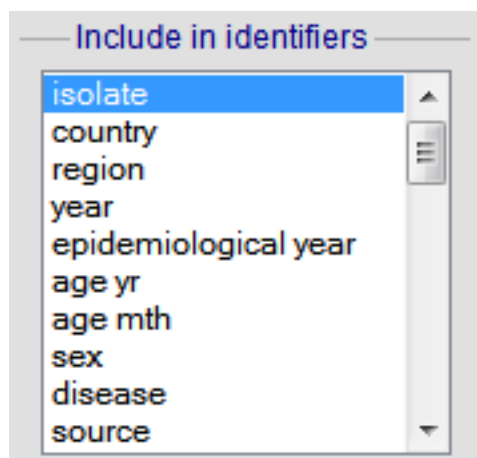 Include in identifiers
isolate
country
region
year
epidemiological year
age yr
age mth
sex
disease
source